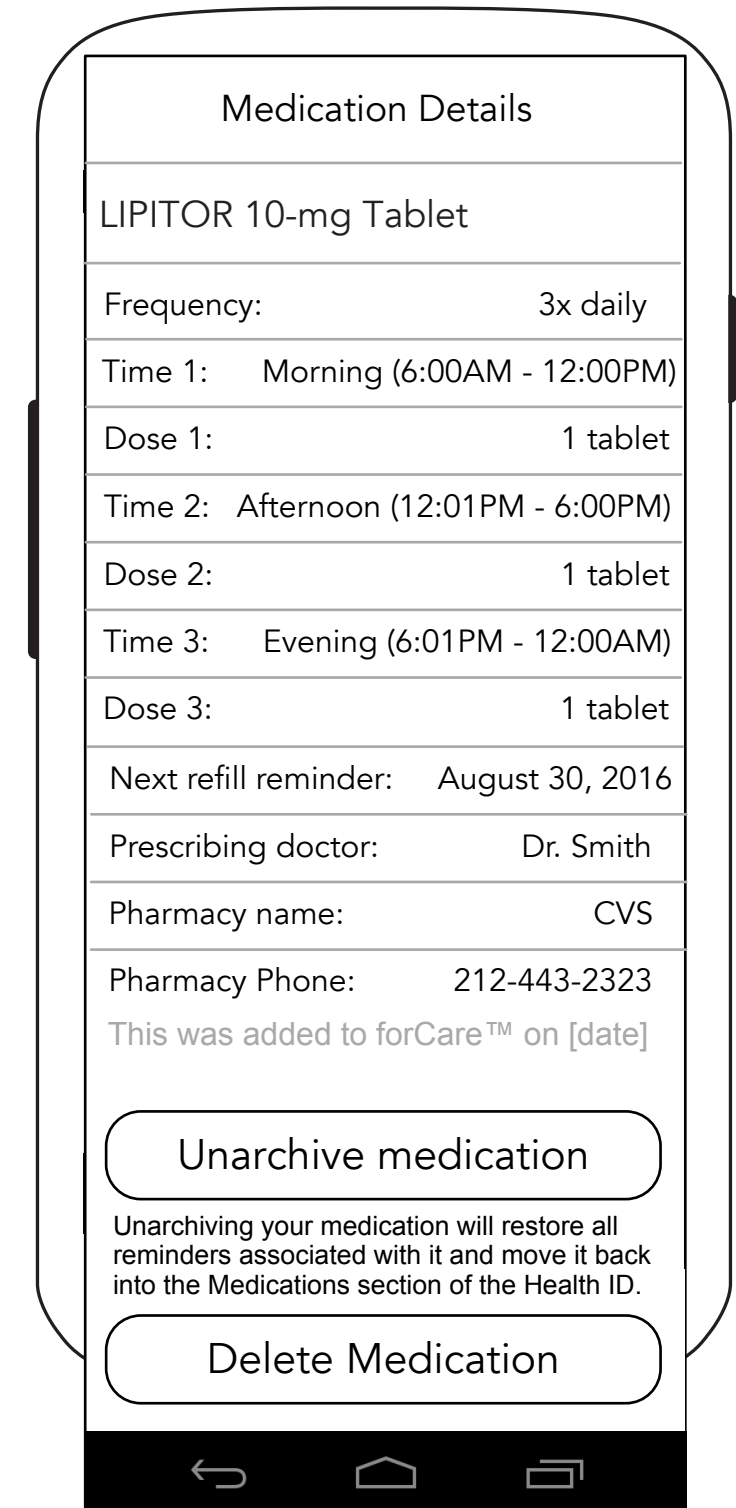 Medication Details
LIPITOR 10-mg Tablet
Frequency: 3x daily
Time 1: Morning (6:00AM - 12:00PM)
Dose 1: 1 tablet
Time 2: Afternoon (12:01PM - 6:00PM)
Dose 2: 1 tablet
Time 3: Evening (6:01PM - 12:00AM)
Dose 3: 1 tablet
Next refill reminder: August 30, 2016
Prescribing doctor: Dr. Smith
Pharmacy name: CVS
Pharmacy Phone: 212-443-2323
This was added to forCare™ on [date]
Unarchive medication
Unarchiving your medication will restore all
reminders associated with it and move it back
into the Medications section of the Health ID.
Delete Medication